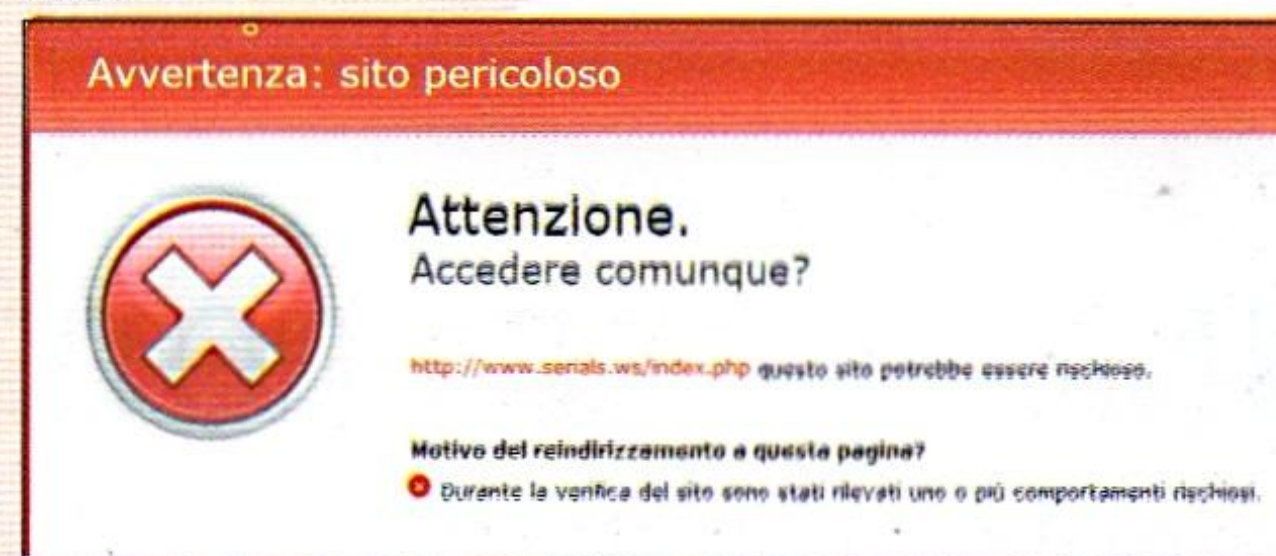 Avvertenza: sito pericoloso
Attenzione.
Accedere comunque?
http://www.serials.ws/index.php questo sito potrebbe essere rischioso.
Motivo del reindirizzamento a questa pagina?
Durante la verifica del sito sono stati rilevati uno o più comportamenti rischiosi.